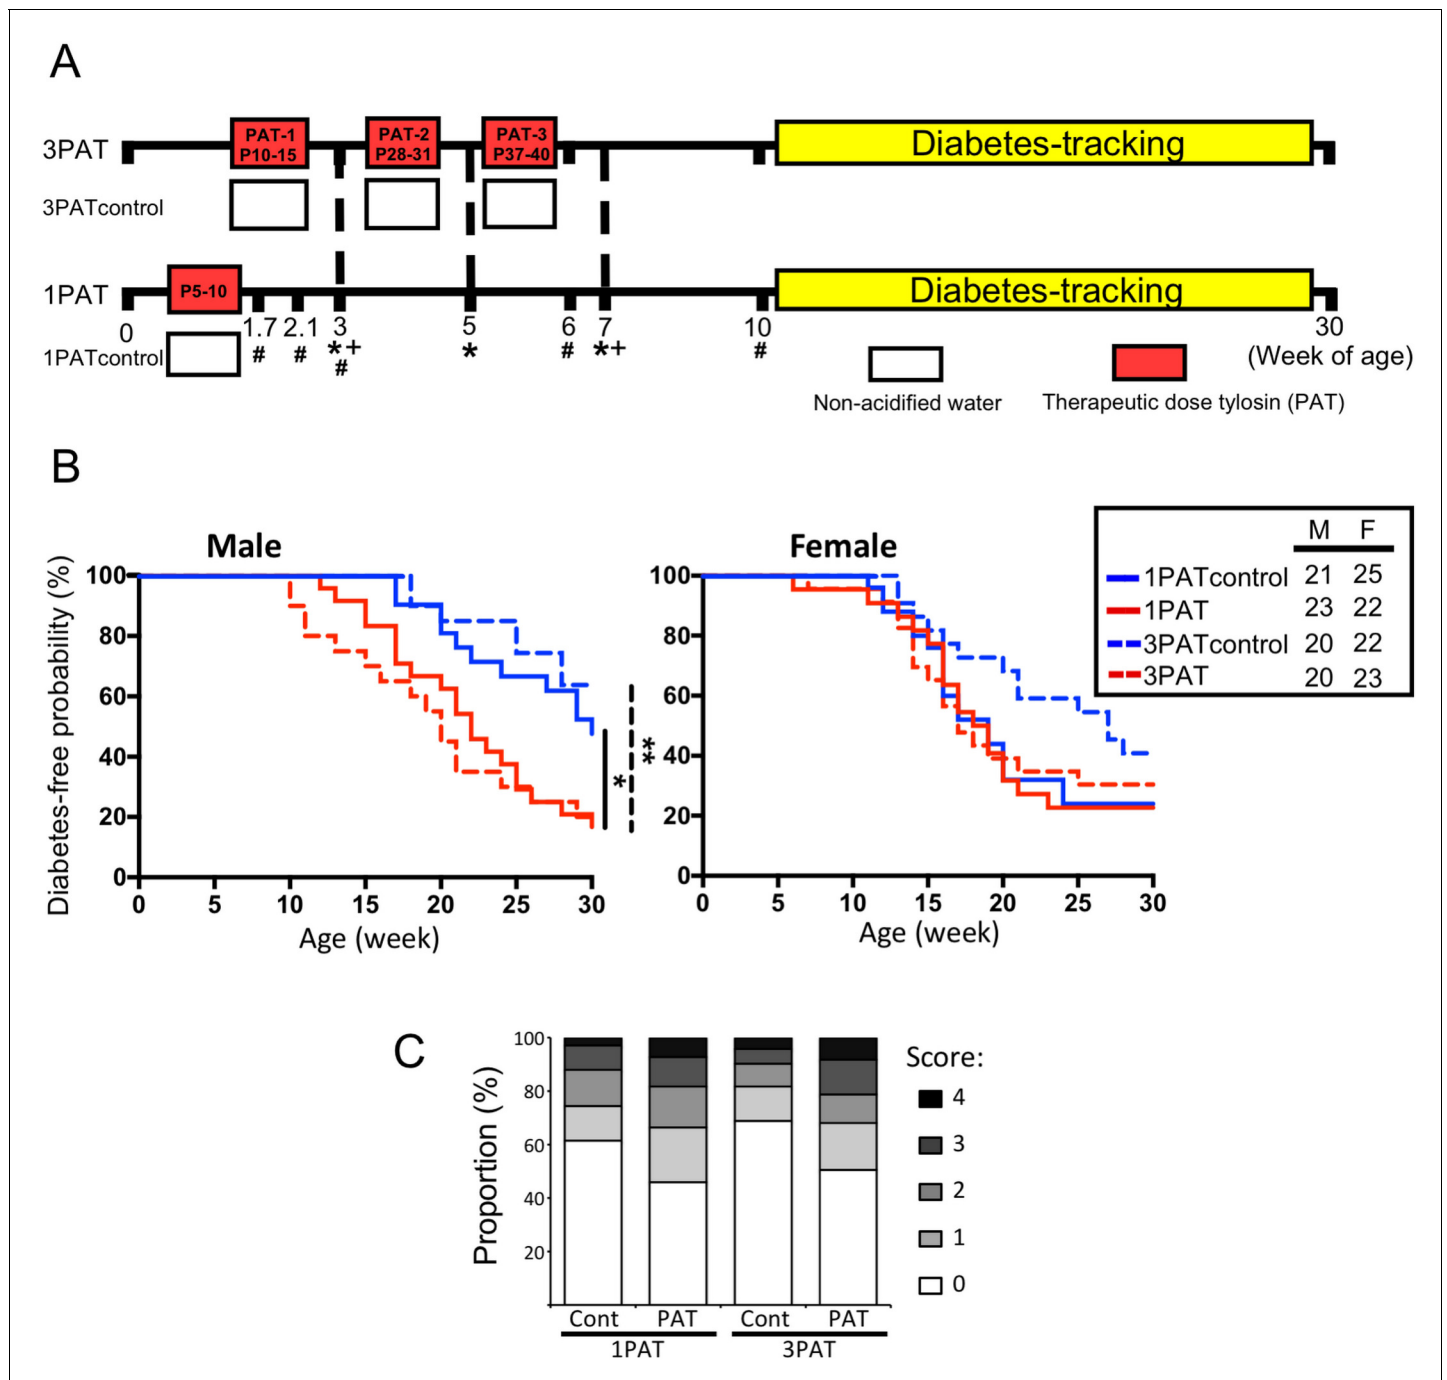 A
3PAT
PAT-1
P10-15
PAT-2
P28-31
PAT-3
P37-40
Diabetes-tracking
3PATcontrol
1PAT
P5-10
Diabetes-tracking
0 1.7 2.1 3 5 6 7 10 30
1PATcontrol # # *+ * # *+ # (Week of age)
#
Non-acidified water Therapeutic dose tylosin (PAT)
B
Male
Diabetes-free probability (%)
100
80
60
40
20
0
0 5 10 15 20 25 30
Age (week)
*
**
Female
100
80
60
40
20
0
0 5 10 15 20 25 30
Age (week)
M F
1PATcontrol 21 25
1PAT 23 22
3PATcontrol 20 22
3PAT 20 23
C
Proportion (%)
100
80
60
40
20
Cont PAT Cont PAT
1PAT 3PAT
Score:
4
3
2
1
0